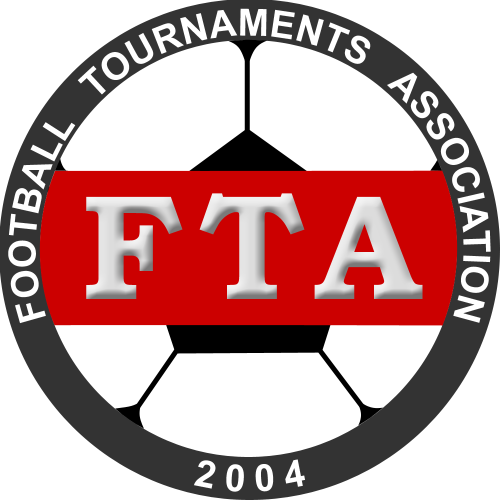 FOOTBALL TOURNAMENTS ASSOCIATION
FTA
2004